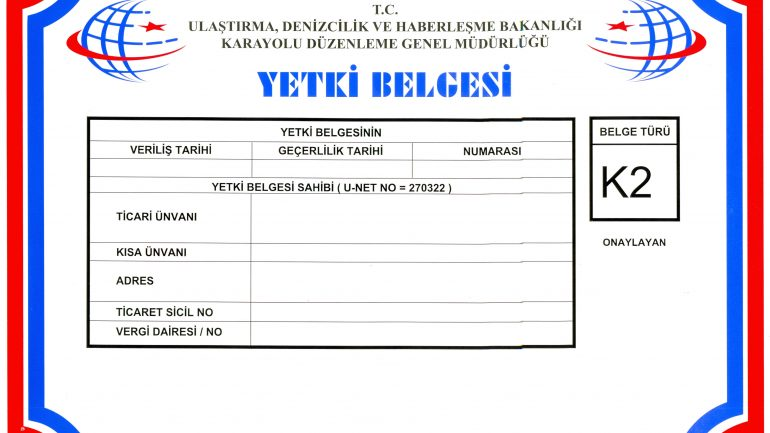 T.C.
ULAŞTIRMA, DENİZCİLİK VE HABERLEŞME BAKANLIĞI
KARAYOLU DÜZENLEME GENEL MÜDÜRLÜĞÜ
YETKİ BELGESİ
YETKİ BELGESİNİN
VERİLİŞ TARİHİ GEÇERLİLİK TARİHİ NUMARASI
YETKİ BELGESİ SAHİBİ ( U-NET NO = 270322 )
TİCARİ ÜNVANI
KISA ÜNVANI
ADRES
TİCARET SİCİL NO
VERGİ DAİRESİ / NO
BELGE TÜRÜ
K2
ONAYLAYAN